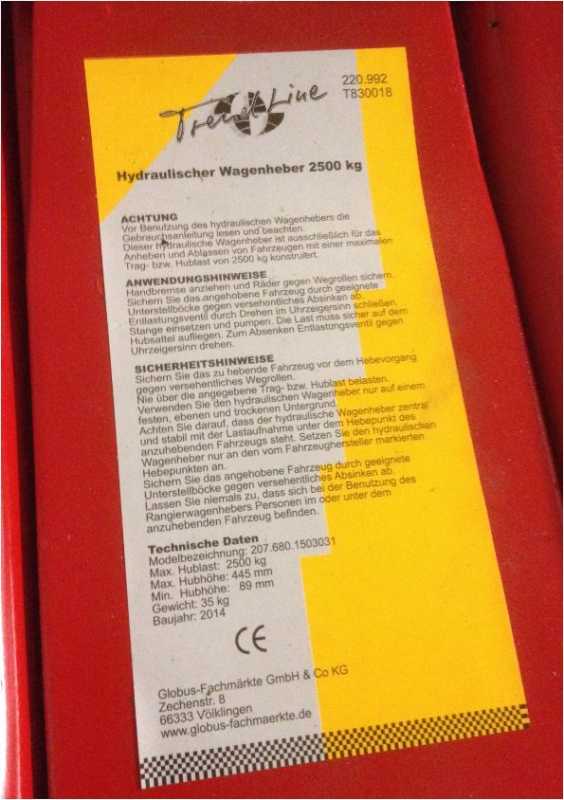 Trend Line
220.992
T830018
Hydraulischer Wagenheber 2500 kg
ACHTUNG
Vor Benutzung des hydraulischen Wagenhebers die
Gebrauchsanleitung lesen und beachten.
Dieser hydraulische Wagenheber ist ausschließlich für das
Anheben und Ablassen von Fahrzeugen mit einer maximalen
Trag- bzw. Hublast von 2500 kg konstruiert.
ANWENDUNGSHINWEISE
Handbremse anziehen und Räder gegen Wegrollen sichern.
Sichern Sie das angehobene Fahrzeug durch geeignete
Unterstellböcke gegen versehentliches Absinken ab.
Entlastungsventil durch Drehen im Uhrzeigersinn schließen,
Stange einsetzen und pumpen. Die Last muss sicher auf dem
Hubsattel aufliegen. Zum Absenken Entlastungsventil gegen
Uhrzeigersinn drehen.
SICHERHEITSHINWEISE
Sichern Sie das zu hebende Fahrzeug vor dem Hebevorgang
gegen versehentliches Wegrollen.
Nie über die angegebene Trag- bzw. Hublast belasten.
Verwenden Sie den hydraulischen Wagenheber nur auf einem
festen, ebenen und trockenen Untergrund.
Achten Sie darauf, dass der hydraulische Wagenheber zentral
und stabil mit der Lastaufnahme unter dem Hebepunkt des
anzuhebenden Fahrzeugs steht. Setzen Sie den hydraulischen
Wagenheber nur an den vom Fahrzeughersteller markierten
Hebepunkten an.
Sichern Sie das angehobene Fahrzeug durch geeignete
Unterstellböcke gegen versehentliches Absinken ab.
Lassen Sie niemals zu, dass sich bei der Benutzung des
Rangierwagenhebers Personen im oder unter dem
anzuhebenden Fahrzeug befinden.
Technische Daten
Modelbezeichnung: 207.680.1503031
Max. Hublast: 2500 kg
Max. Hubhöhe: 445 mm
Min. Hubhöhe: 89 mm
Gewicht: 35 kg
Baujahr: 2014
CE
Globus-Fachmärkte GmbH & Co KG
Zechenstr. 8
66333 Völklingen
www.globus-fachmaerkte.de